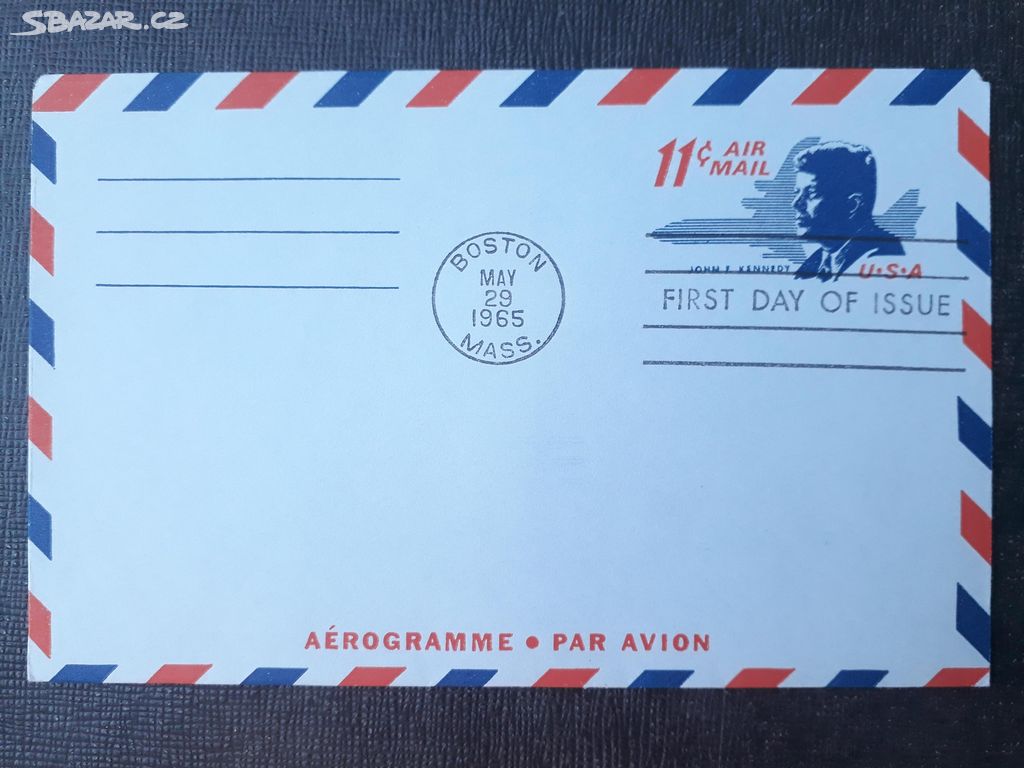 SBAZAR.CZ
11¢ AIR
MAIL
JOHN F. KENNEDY
U·S·A
BOSTON
MAY
29
1965
MASS.
FIRST DAY OF ISSUE
AÉROGRAMME • PAR AVION